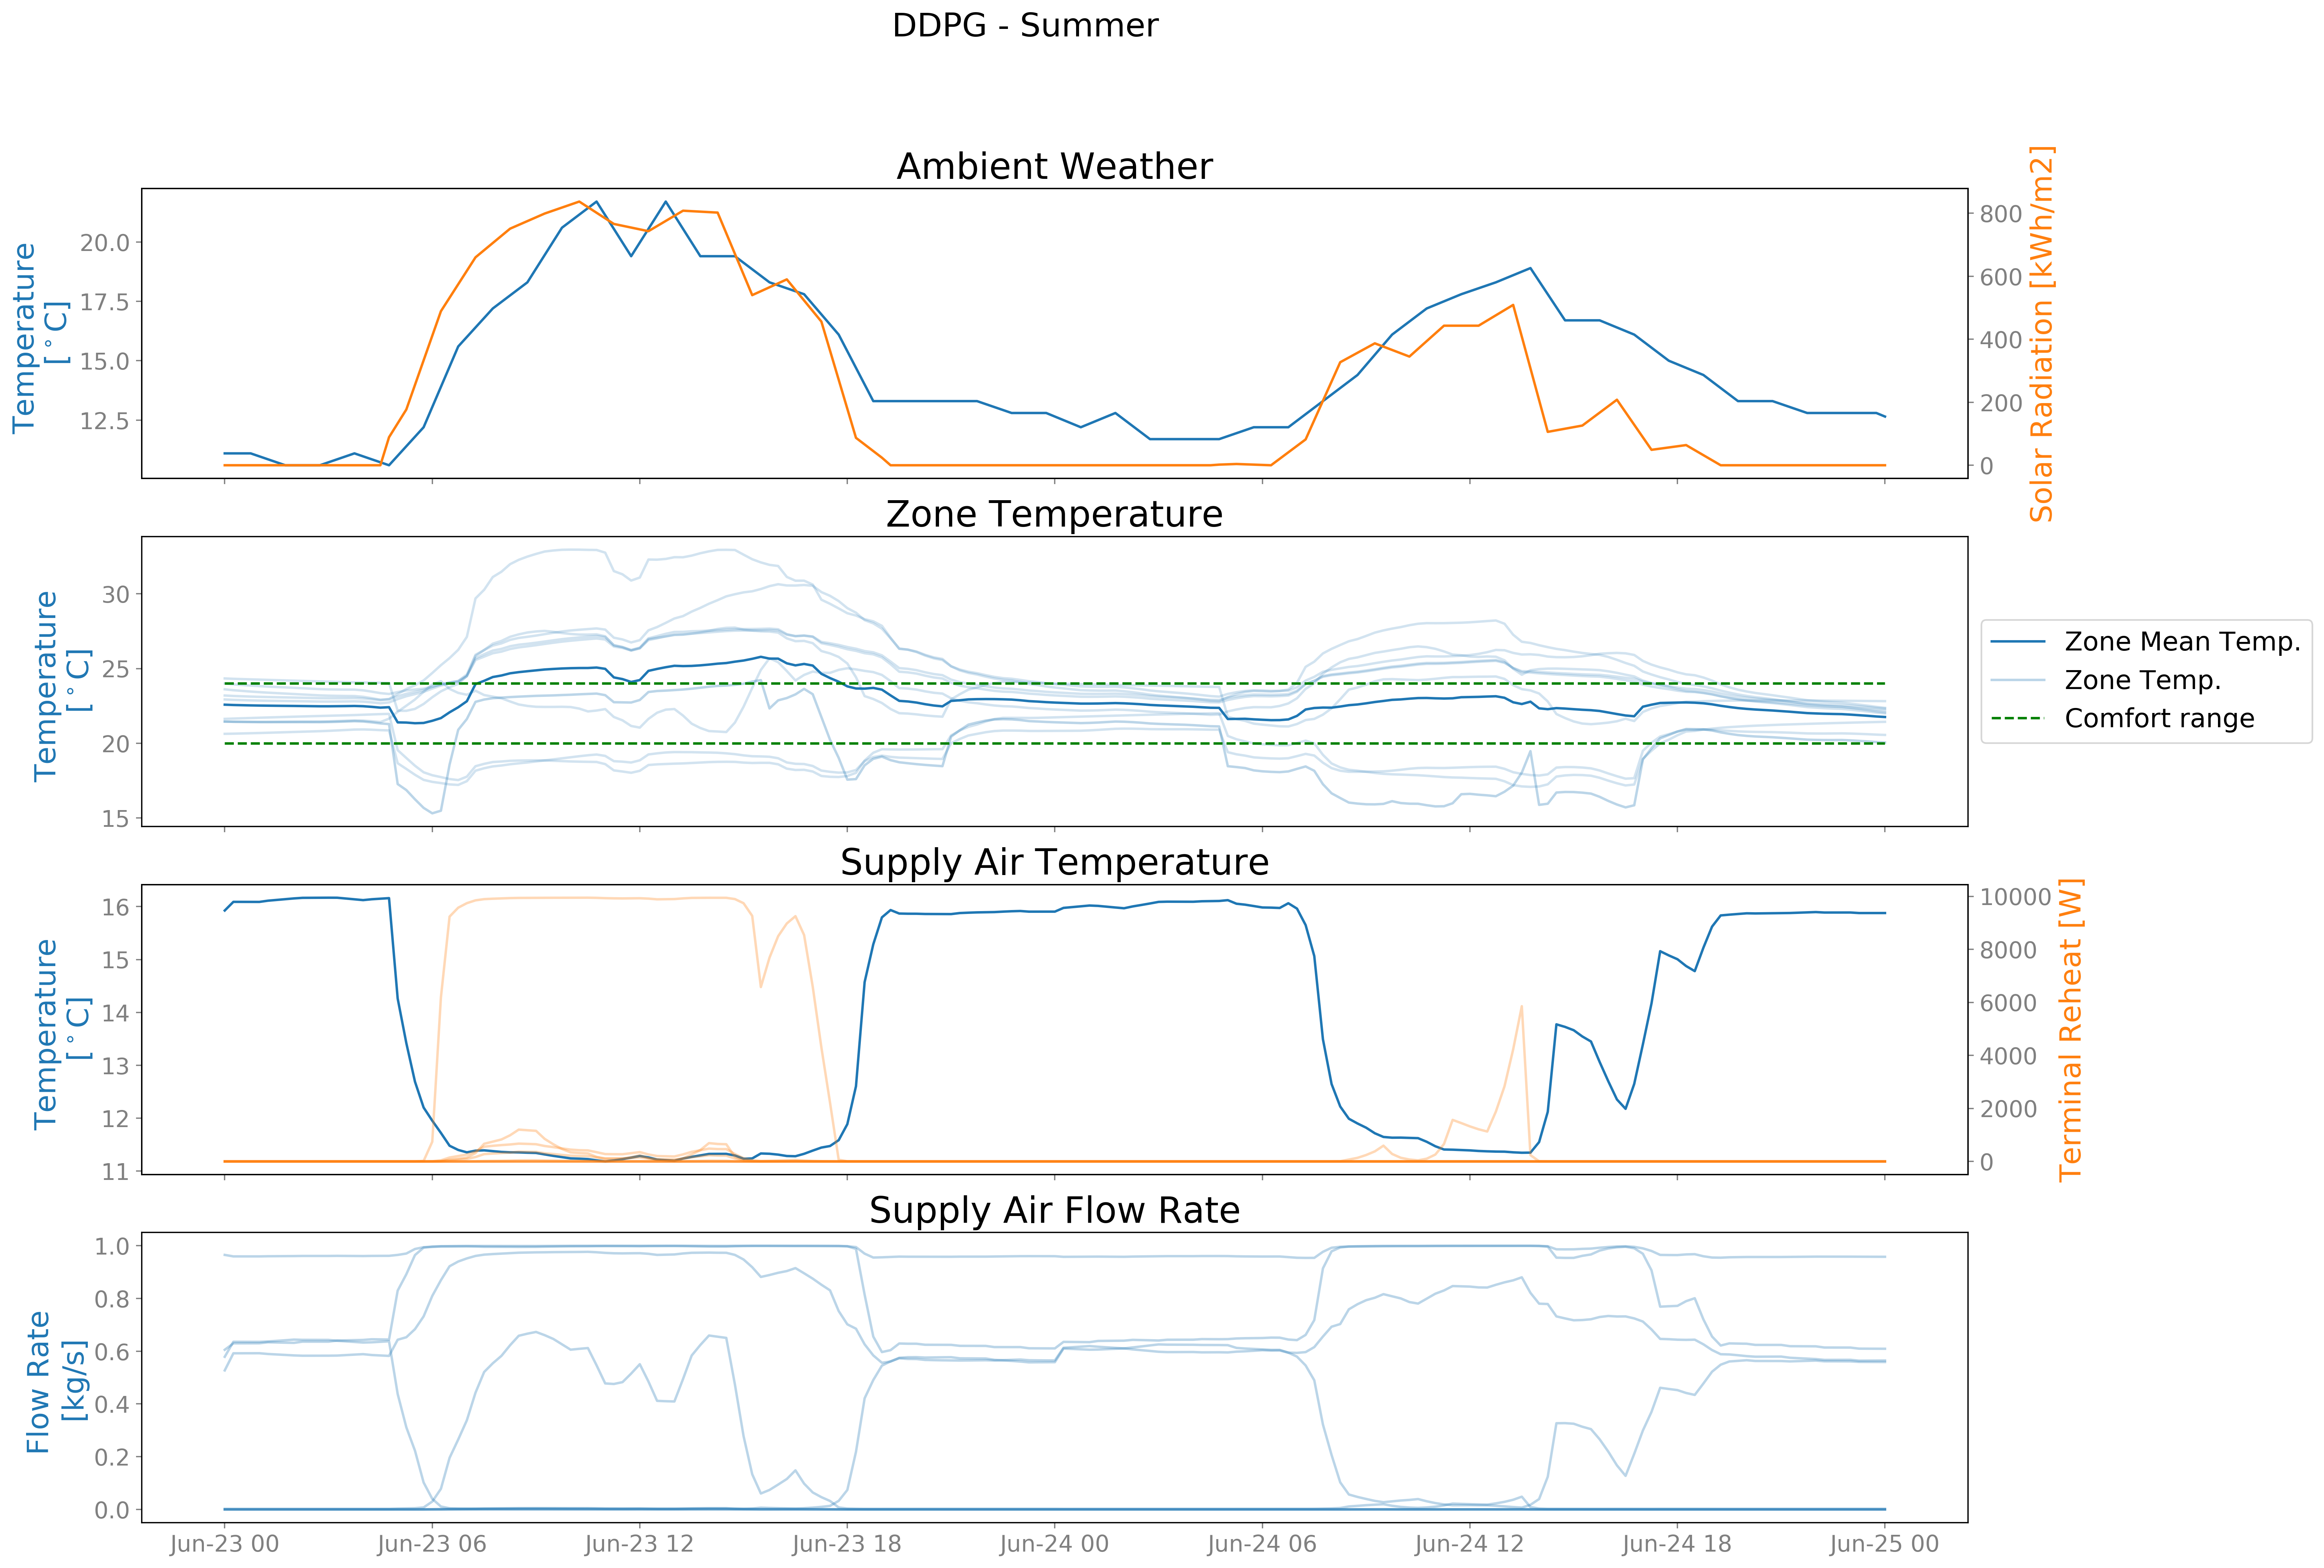 DDPG - Summer
Ambient Weather
Temperature
[°C]
20.0
17.5
15.0
12.5
800
600
400
200
0
Solar Radiation [kWh/m2]
Zone Temperature
Temperature
[°C]
30
25
20
15
Zone Mean Temp.
Zone Temp.
Comfort range
Supply Air Temperature
Temperature
[°C]
16
15
14
13
12
11
10000
8000
6000
4000
2000
0
Terminal Reheat [W]
Supply Air Flow Rate
Flow Rate
[kg/s]
1.0
0.8
0.6
0.4
0.2
0.0
Jun-23 00
Jun-23 06
Jun-23 12
Jun-23 18
Jun-24 00
Jun-24 06
Jun-24 12
Jun-24 18
Jun-25 00